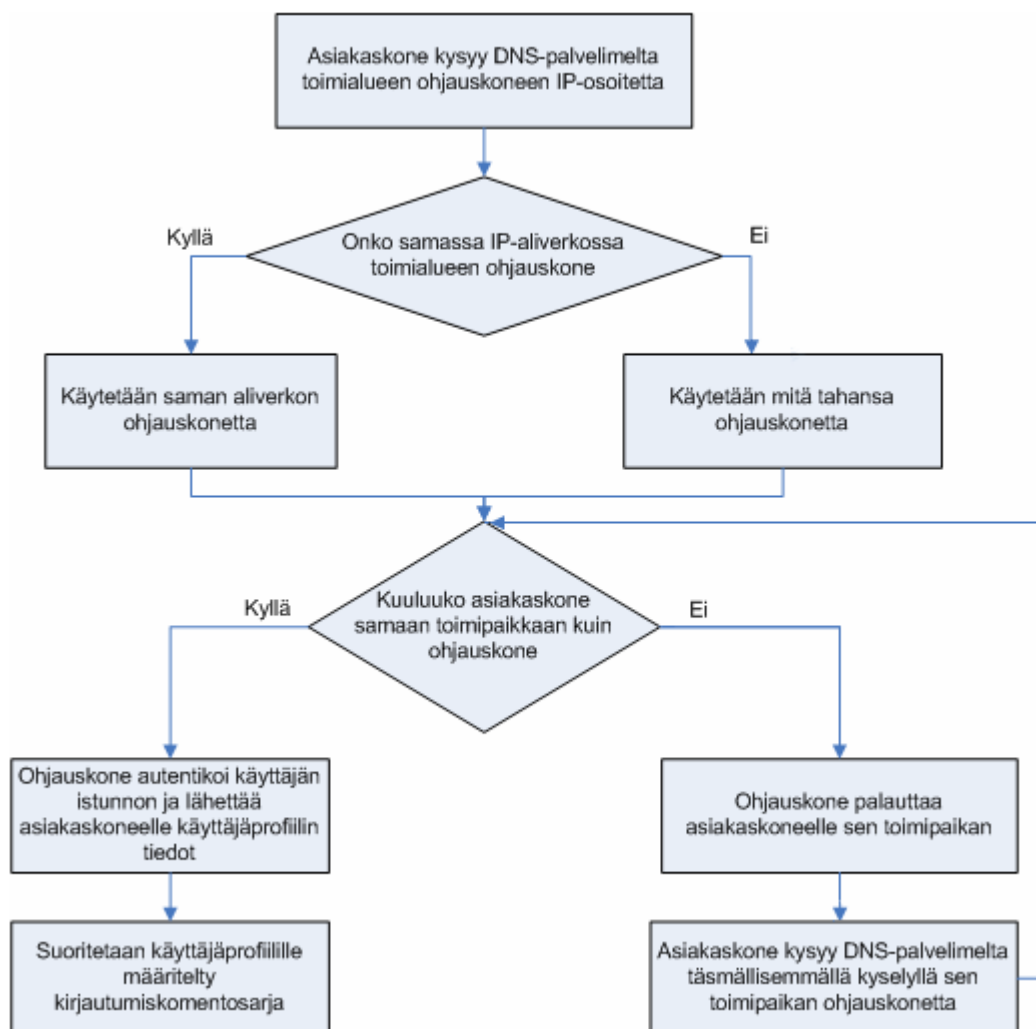 Asiakaskone kysyy DNS-palvelimelta
toimialueen ohjauskoneen IP-osoitetta
Kyllä
Onko samassa IP-aliverkossa
toimialueen ohjauskone
Ei
Käytetään saman aliverkon
ohjauskonetta
Käytetään mitä tahansa
ohjauskonetta
Kyllä
Kuuluuko asiakaskone
samaan toimipaikkaan kuin
ohjauskone
Ei
Ohjauskone autentikoi käyttäjän
istunnon ja lähettää
asiakaskoneelle käyttäjäprofiilin
tiedot
Ohjauskone palauttaa
asiakaskoneelle sen toimipaikan
Suoritetaan käyttäjäprofiilille
määritelty
kirjautumiskomentosarja
Asiakaskone kysyy DNS-palvelimelta
täsmällisemmällä kyselyllä sen
toimipaikan ohjauskonetta